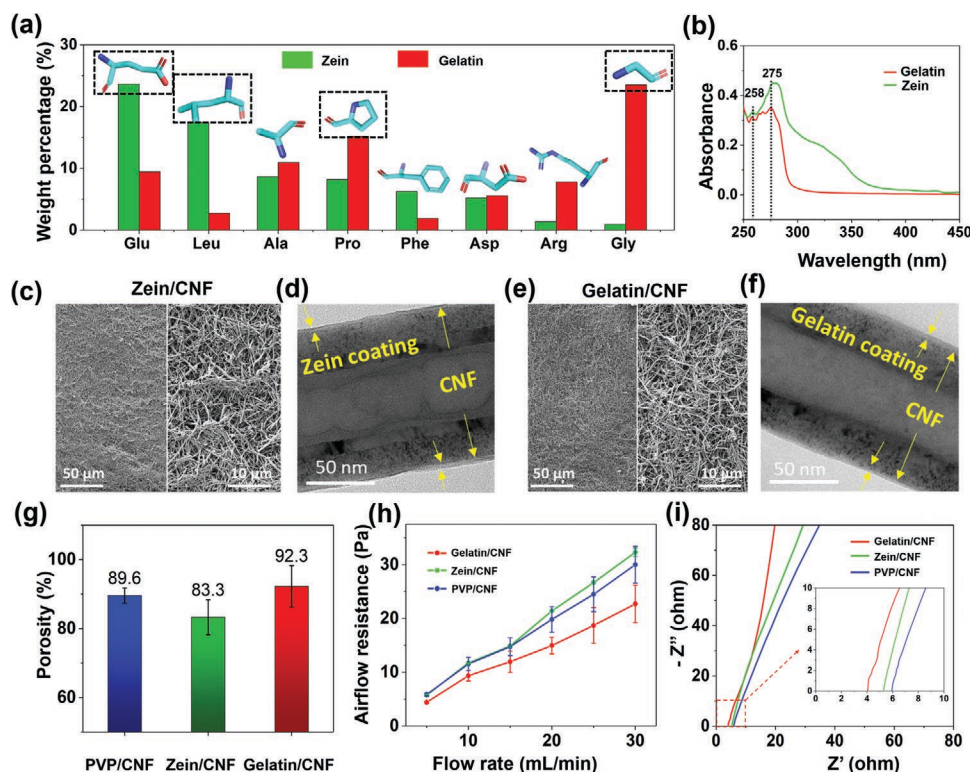 (a)
30
20
10
0
Weight percentage (%)
Zein
Gelatin
Glu Leu Ala Pro Phe Asp Arg Gly
(b)
0.6
0.4
0.2
0.0
Absorbance
258
275
Gelatin
Zein
250 300 350 400 450
Wavelength (nm)
(c)
Zein/CNF
50 μm
10 μm
(d)
Zein coating
CNF
50 nm
(e)
Gelatin/CNF
50 μm
10 μm
(f)
Gelatin coating
CNF
50 nm
(g)
100
80
60
Porosity (%)
89.6
83.3
92.3
PVP/CNF Zein/CNF Gelatin/CNF
(h)
30
20
10
0
Airflow resistance (Pa)
Gelatin/CNF
Zein/CNF
PVP/CNF
10 15 20 25 30
Flow rate (mL/min)
(i)
80
60
40
20
0
- Z'' (ohm)
Gelatin/CNF
Zein/CNF
PVP/CNF
10
8
6
4
2
0
0 2 4 6 8 10
0 20 40 60 80
Z' (ohm)